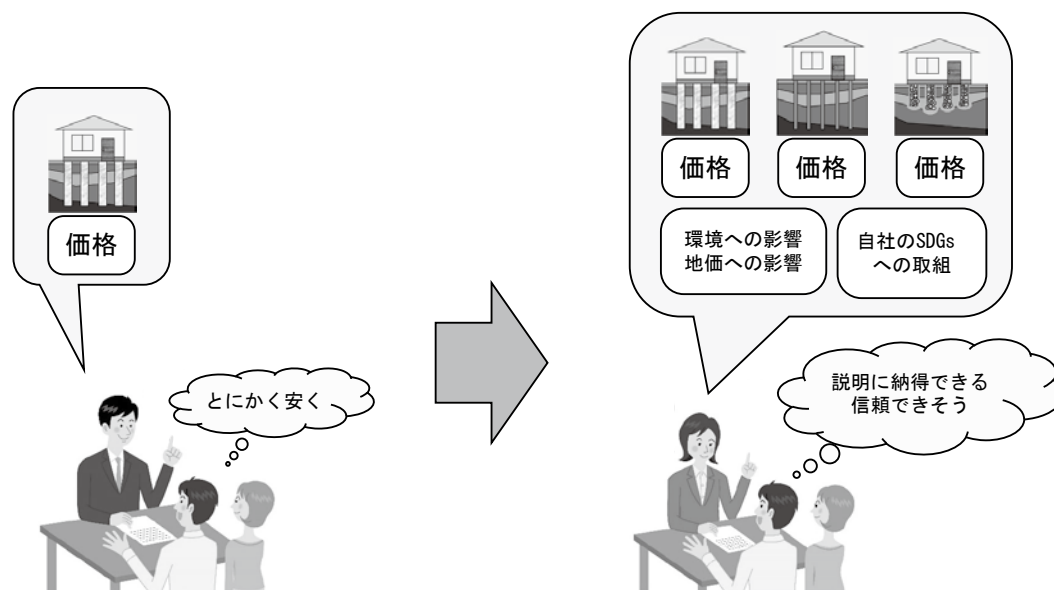 価格
とにかく安く
価格
価格
価格
環境への影響
地価への影響
自社のSDGs
への取組
説明に納得できる
信頼できそう